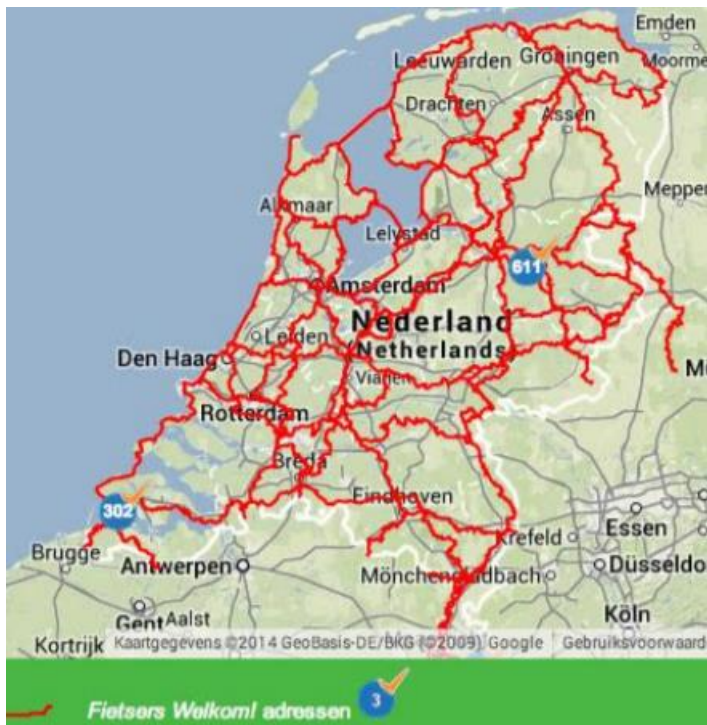 Emden
Leeuwarden
Groningen
Moorme
Drachten
Assen
Meppe
Alkmaar
Lelystad
611
Amsterdam
Nederland
(Netherlands)
Leiden
Den Haag
Vianen
Rotterdam
Breda
302
Eindhoven
Krefeld
Essen
Brugge
Antwerpen
Mönchengladbach
Düsseldo
Gent
Aalst
Köln
Kortrijk
Kaartgegevens ©2014 GeoBasis-DE/BKG (©2009), Google
Gebruiksvoorwaard
Fietsers Welkom! adressen 3